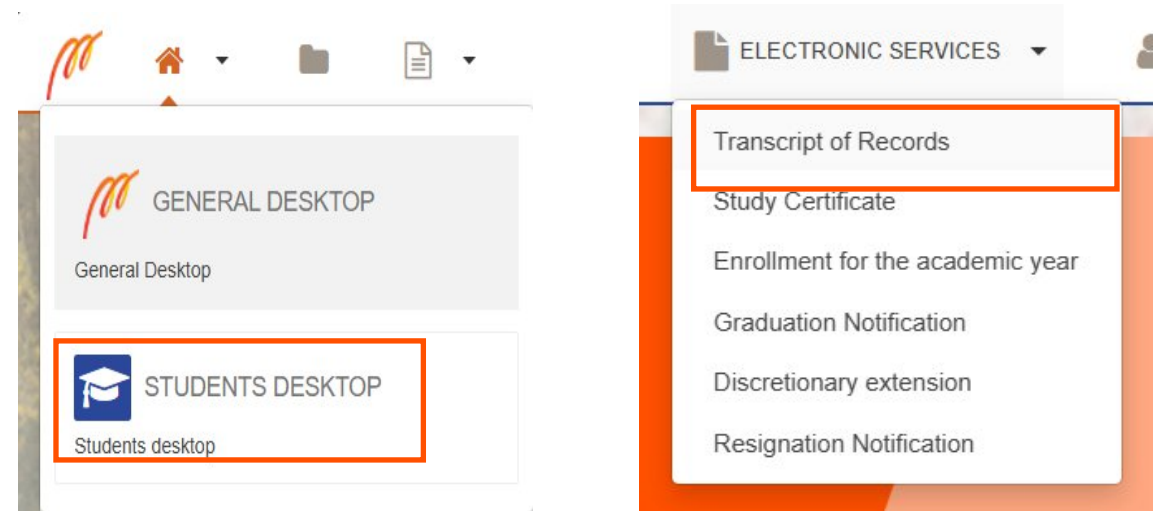 GENERAL DESKTOP
General Desktop
STUDENTS DESKTOP
Students desktop
ELECTRONIC SERVICES
Transcript of Records
Study Certificate
Enrollment for the academic year
Graduation Notification
Discretionary extension
Resignation Notification